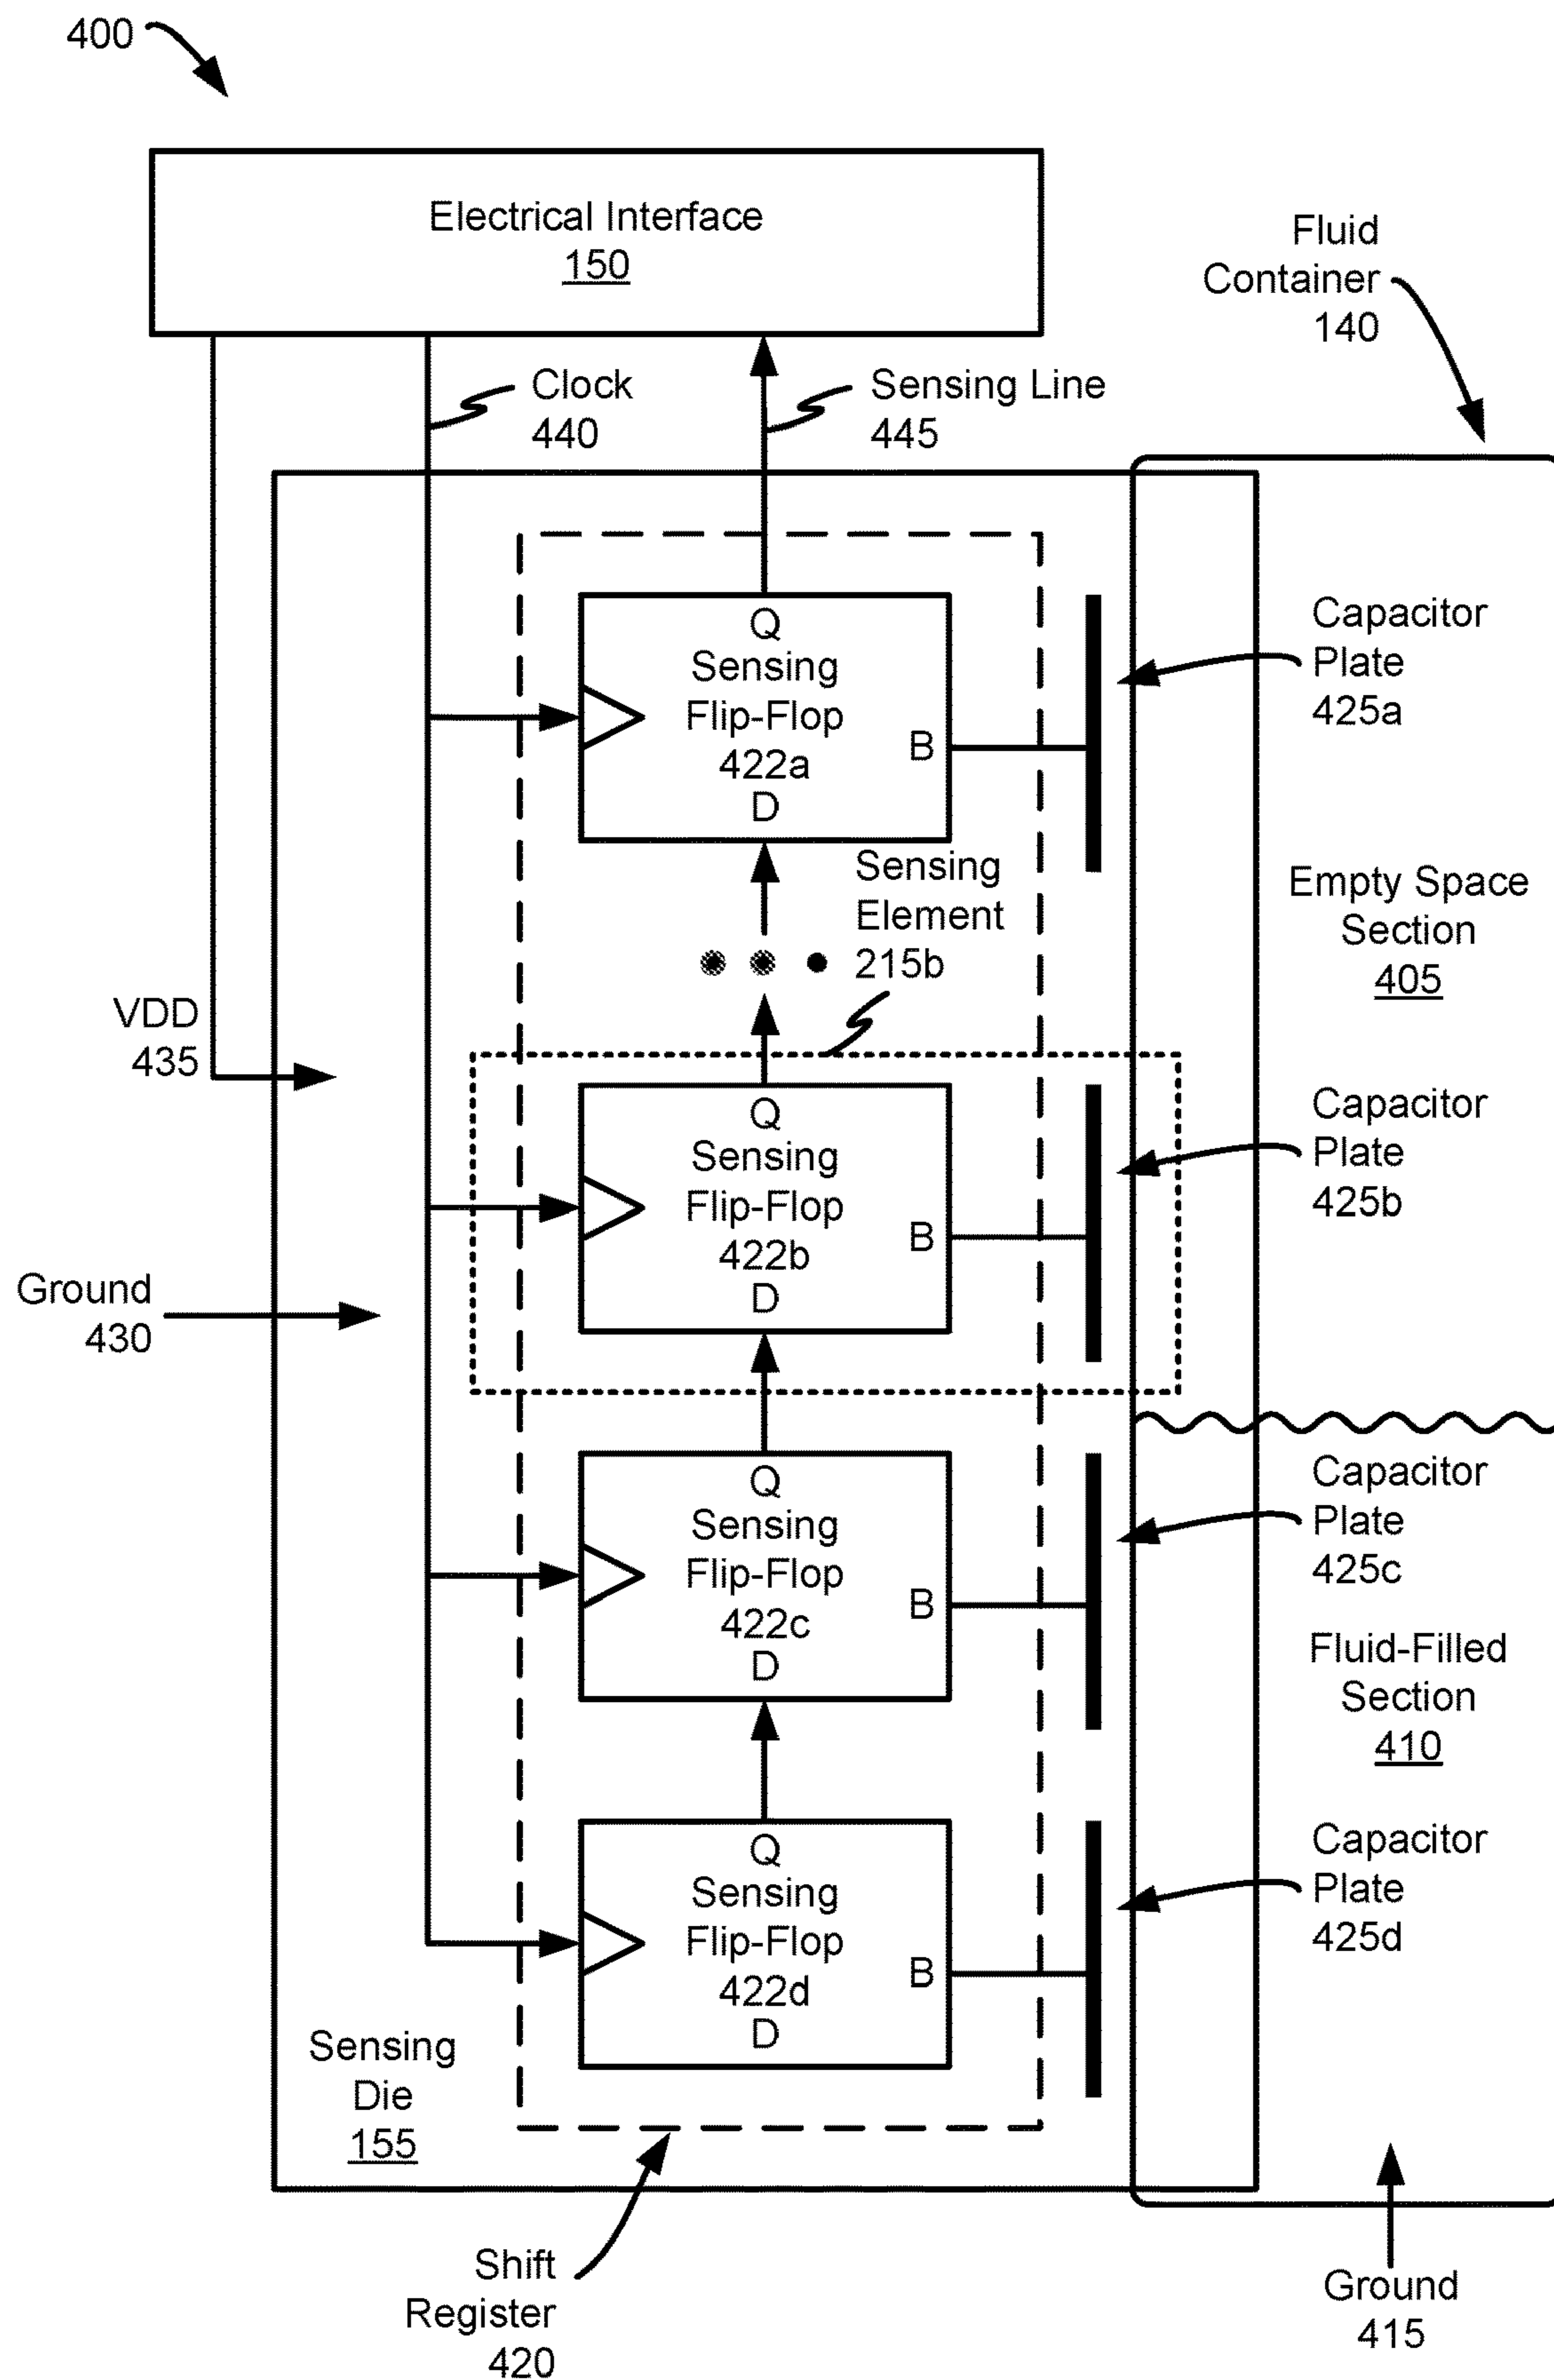 400
Electrical Interface
150
Fluid
Container
140
Clock
440
Sensing Line
445
Q
Sensing
Flip-Flop
422a
D
B
Capacitor
Plate
425a
Sensing
Element
215b
Empty Space
Section
405
VDD
435
Q
Sensing
Flip-Flop
422b
D
B
Capacitor
Plate
425b
Ground
430
Q
Sensing
Flip-Flop
422c
D
B
Capacitor
Plate
425c
Fluid-Filled
Section
410
Q
Sensing
Flip-Flop
422d
D
B
Capacitor
Plate
425d
Sensing
Die
155
Shift
Register
420
Ground
415